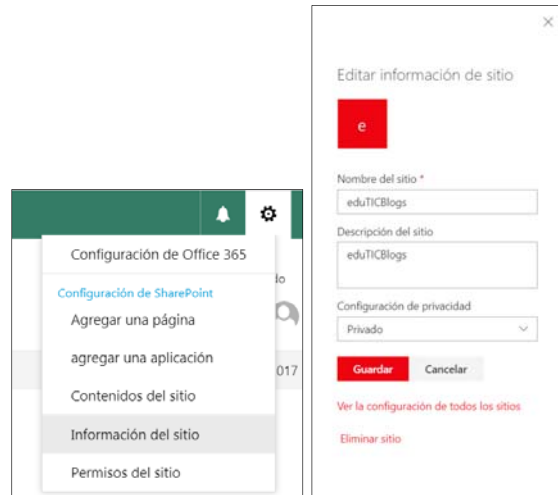 Configuración de Office 365
do
Configuración de SharePoint
Agregar una página
agregar una aplicación
017
Contenidos del sitio
Información del sitio
Permisos del sitio
Editar información de sitio
e
Nombre del sitio *
eduTICBlogs
Descripción del sitio
eduTICBlogs
Configuración de privacidad
Privado
Guardar Cancelar
Ver la configuración de todos los sitios
Eliminar sitio